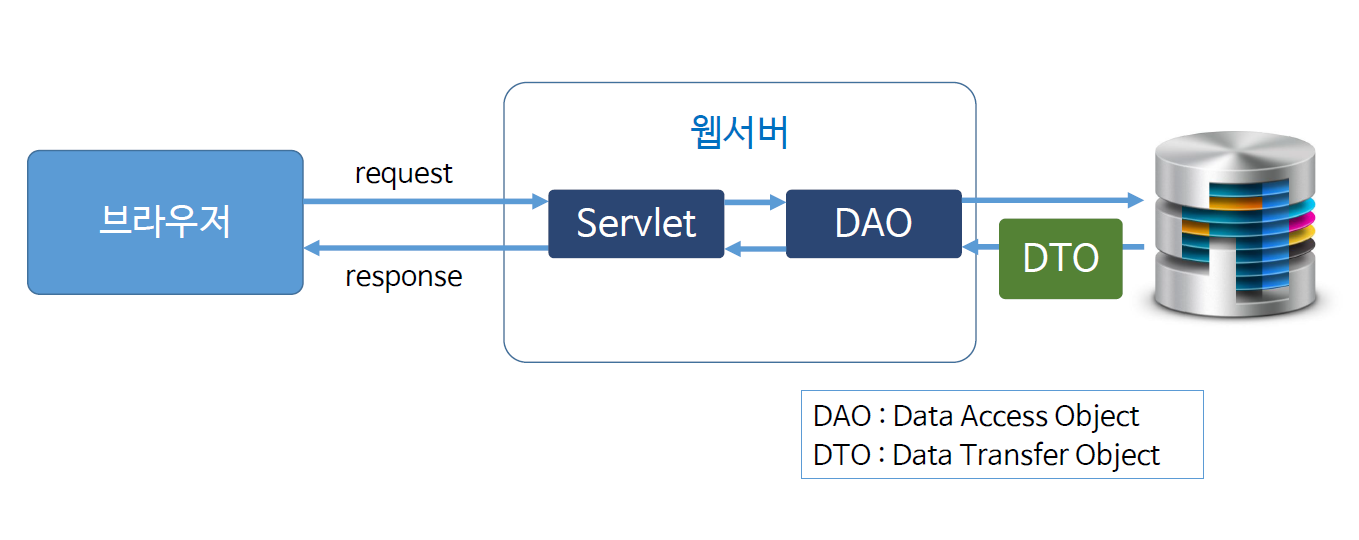 웹서버
브라우저
request
response
Servlet
DAO
DTO
DAO : Data Access Object
DTO : Data Transfer Object